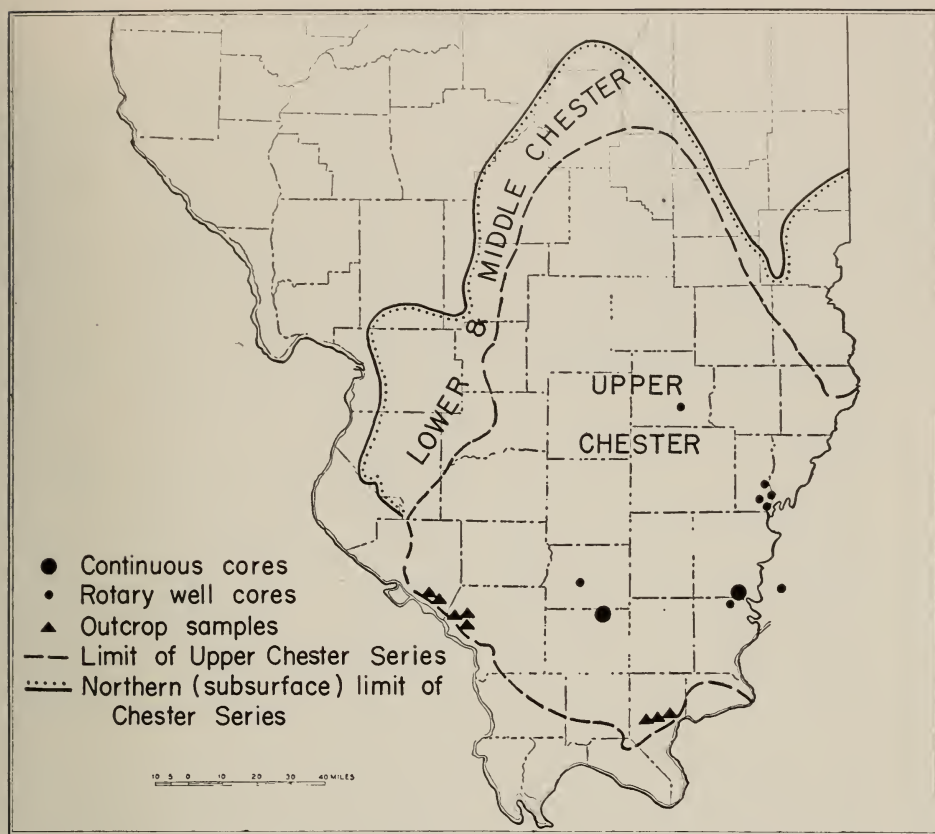 LOWER & MIDDLE CHESTER
UPPER
CHESTER
Continuous cores
Rotary well cores
Outcrop samples
Limit of Upper Chester Series
Northern (subsurface) limit of
Chester Series
10 5 0 10 20 30 40 MILES